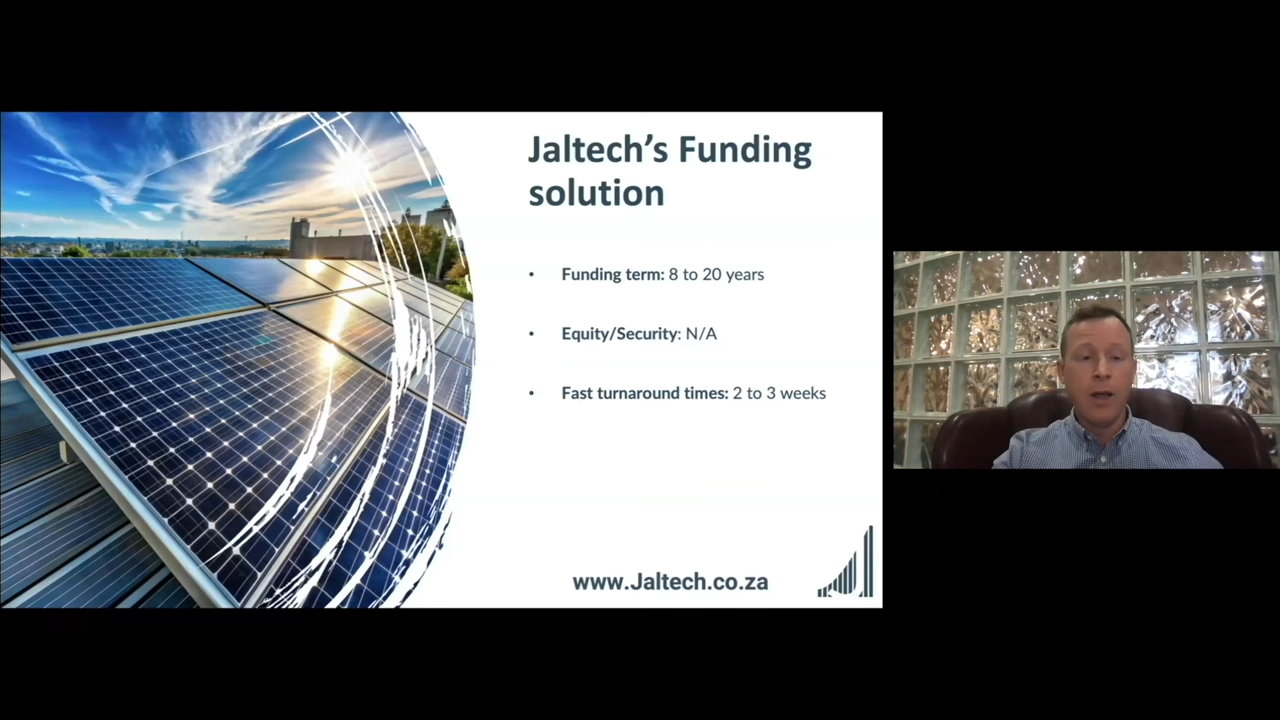 Jaltech's Funding
solution
• Funding term: 8 to 20 years
• Equity/Security: N/A
• Fast turnaround times: 2 to 3 weeks
www.Jaltech.co.za